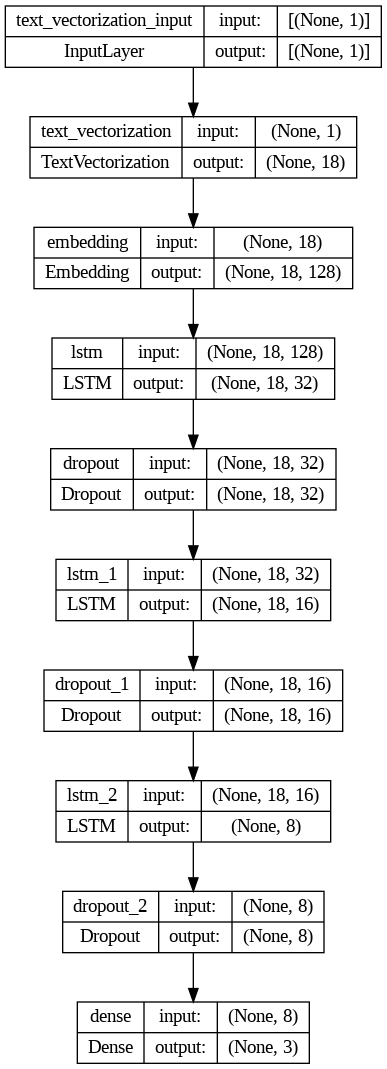 text_vectorization_input input: [(None, 1)]
InputLayer output: [(None, 1)]
text_vectorization input: (None, 1)
TextVectorization output: (None, 18)
embedding input: (None, 18)
Embedding output: (None, 18, 128)
lstm input: (None, 18, 128)
LSTM output: (None, 18, 32)
dropout input: (None, 18, 32)
Dropout output: (None, 18, 32)
lstm_1 input: (None, 18, 32)
LSTM output: (None, 18, 16)
dropout_1 input: (None, 18, 16)
Dropout output: (None, 18, 16)
lstm_2 input: (None, 18, 16)
LSTM output: (None, 8)
dropout_2 input: (None, 8)
Dropout output: (None, 8)
dense input: (None, 8)
Dense output: (None, 3)